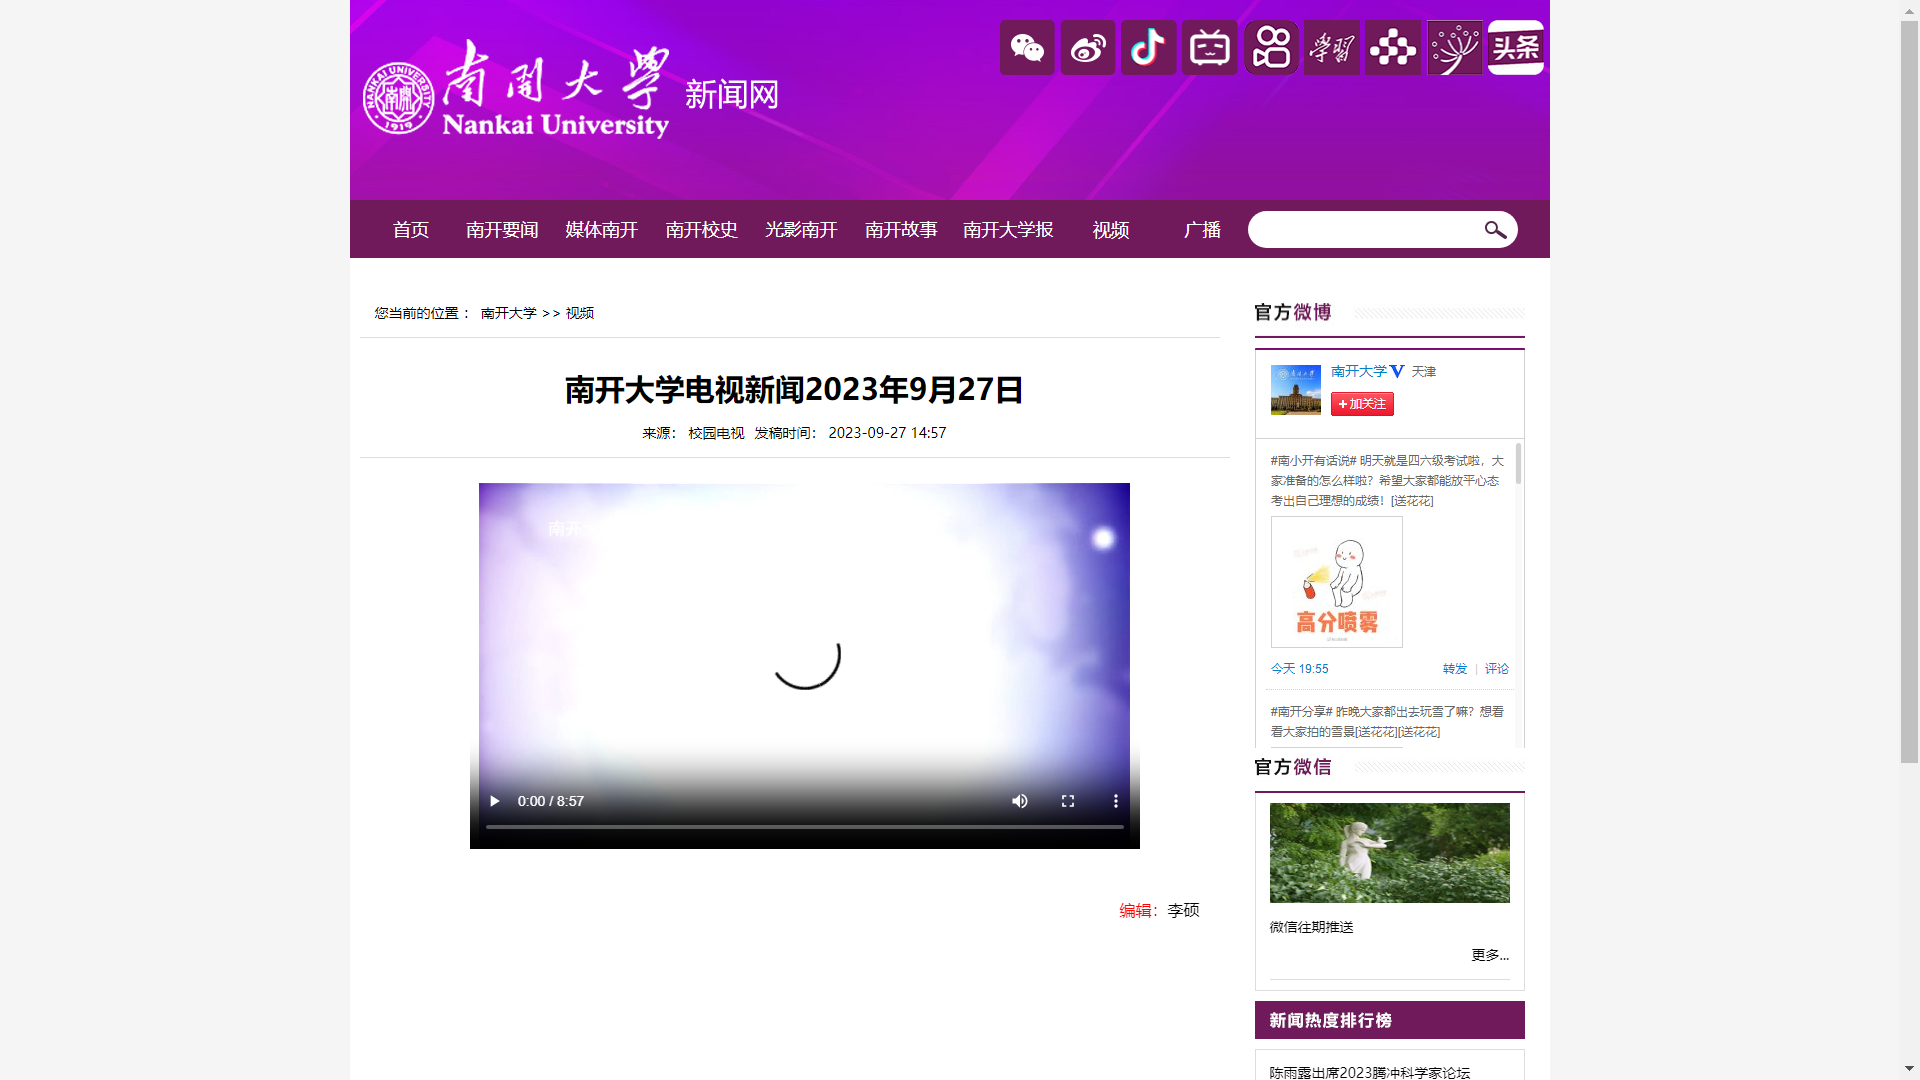 南开大学
Nankai University
新闻网
NANKAI UNIVERSITY
南開
1919
学習
头条
首页 南开要闻 媒体南开 南开校史 光影南开 南开故事 南开大学报 视频 广播
您当前的位置 ： 南开大学 >> 视频
南开大学电视新闻2023年9月27日
来源： 校园电视 发稿时间： 2023-09-27 14:57
0:00 / 8:57
编辑：李硕
官方微博
南开大学 天津
+加关注
#南小开有话说# 明天就是四六级考试啦，大
家准备的怎么样啦？希望大家都能放平心态
考出自己理想的成绩！[送花花]
高分喷雾
今天 19:55 转发 | 评论
#南开分享# 昨晚大家都出去玩雪了嘛？想看
看大家拍的雪景[送花花][送花花]
官方微信
微信往期推送
更多...
新闻热度排行榜
陈雨露出席2023腾冲科学家论坛